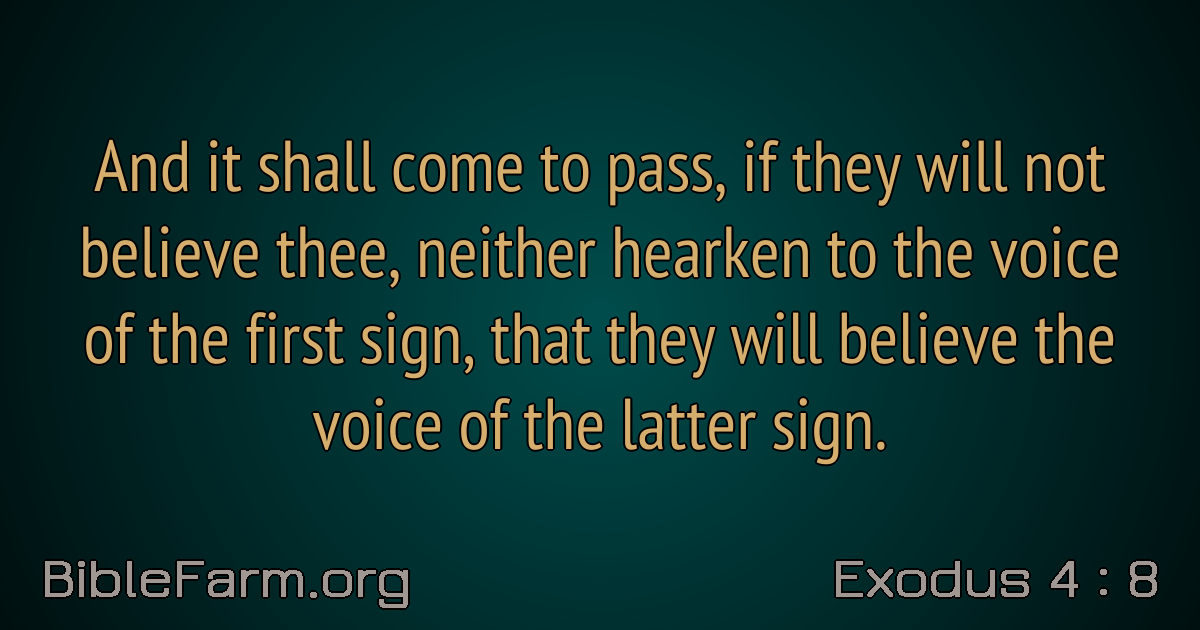 And it shall come to pass, if they will not
believe thee, neither hearken to the voice
of the first sign, that they will believe the
voice of the latter sign.
BibleFarm.org
Exodus 4 : 8